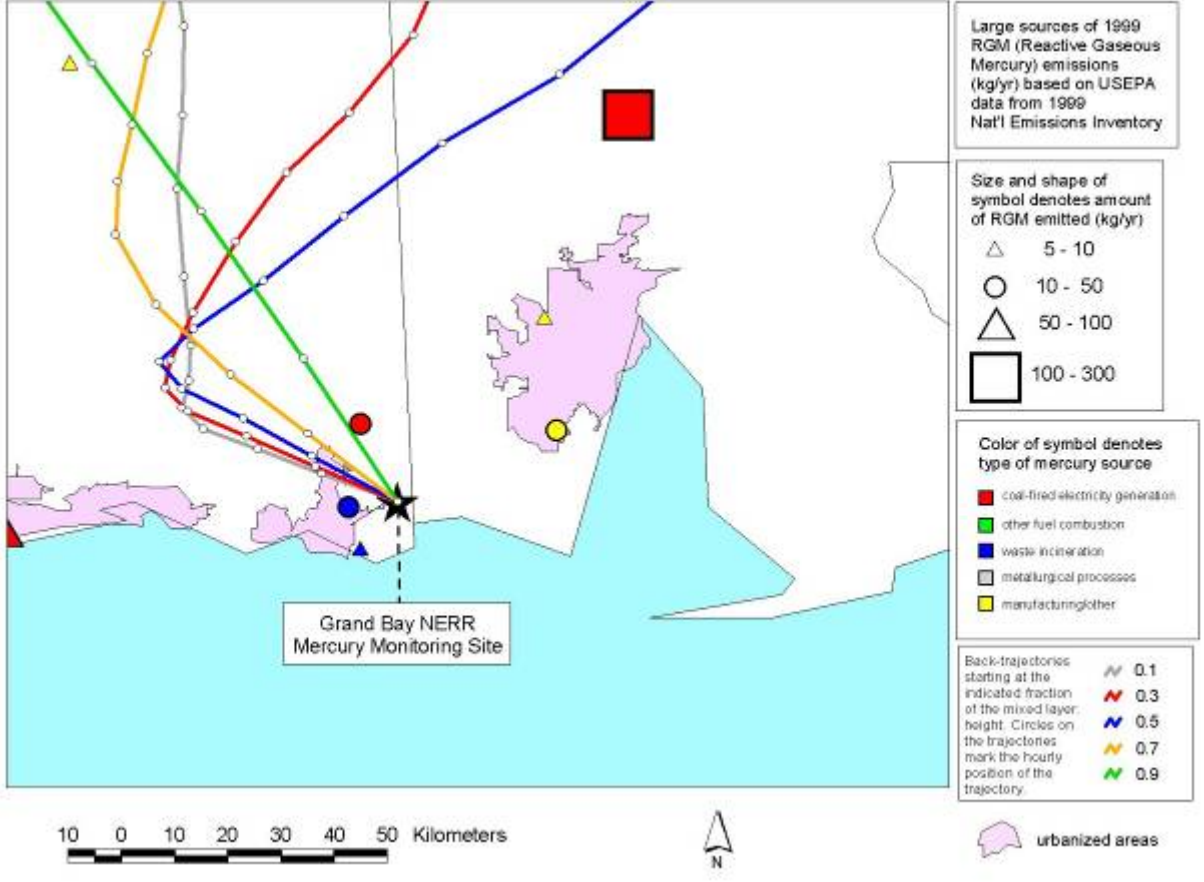 Large sources of 1999
RGM (Reactive Gaseous
Mercury) emissions
(kg/yr) based on USEPA
data from 1999
Nat'l Emissions Inventory
Size and shape of
symbol denotes amount
of RGM emitted (kg/yr)
5 - 10
10 - 50
50 - 100
100 - 300
Color of symbol denotes
type of mercury source
coal-fired electricity generation
other fuel combustion
waste incineration
metallurgical processes
manufacturing/other
Grand Bay NERR
Mercury Monitoring Site
Back-trajectories
starting at the
indicated fraction
of the mixed layer
height. Circles on
the trajectories
mark the hourly
position of the
trajectory.
0.1
0.3
0.5
0.7
0.9
10 0 10 20 30 40 50 Kilometers
N
urbanized areas